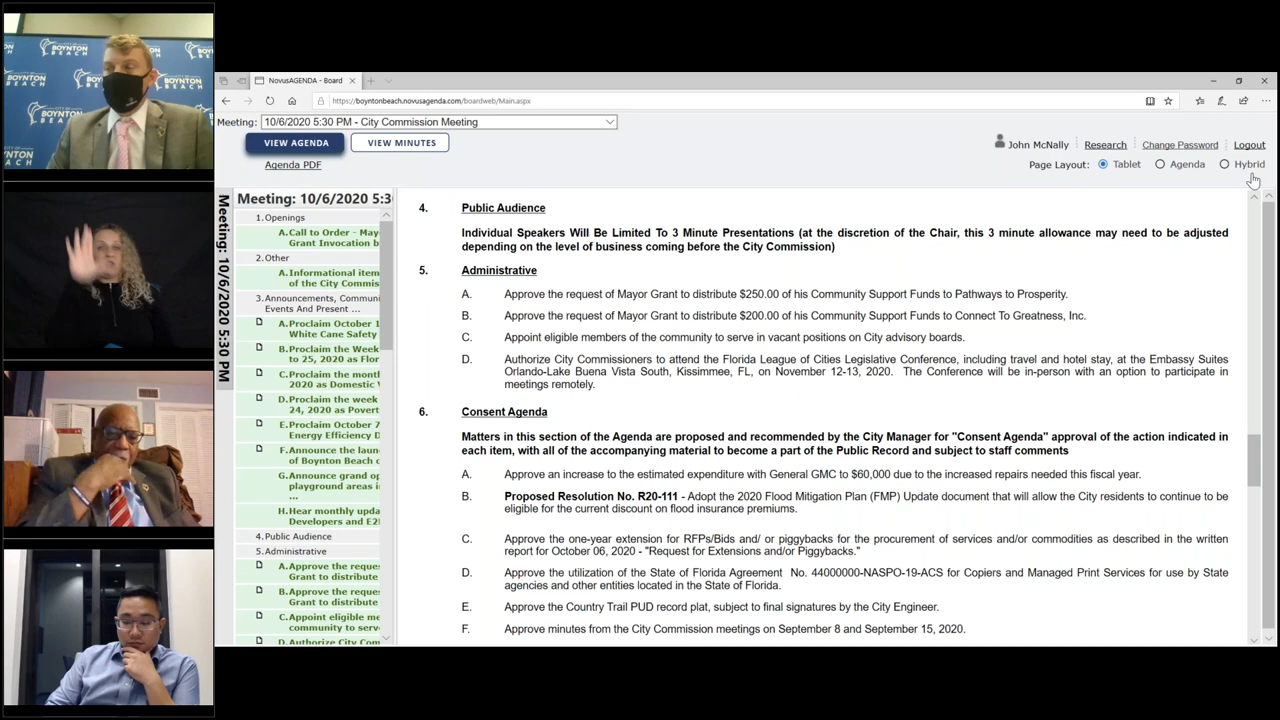 BOYNTON
BEACH
BOYNTON
BEACH
BOYNTON
BEACH
BOYNTON
NovusAGENDA - Board
https://boyntonbeach.novusagenda.com/boardweb/Main.aspx
Meeting: 10/6/2020 5:30 PM - City Commission Meeting
VIEW AGENDA VIEW MINUTES
Agenda PDF
John McNally Research Change Password Logout
Page Layout: Tablet Agenda Hybrid
Meeting: 10/6/2020 5:30 PM
Meeting: 10/6/2020 5:3
1.Openings
A.Call to Order - May
Grant Invocation b
2.Other
A.Informational item
of the City Commis
3.Announcements, Commun
Events And Present ...
A.Proclaim October 1
White Cane Safety
B.Proclaim the Week
to 25, 2020 as Flor
C.Proclaim the month
2020 as Domestic V
D.Proclaim the week
24, 2020 as Povert
E.Proclaim October 7
Energy Efficiency D
F.Announce the laun
of Boynton Beach c
G.Announce grand op
playground areas i
...
H.Hear monthly upda
Developers and E2
4.Public Audience
5.Administrative
A.Approve the reque
Grant to distribute
B.Approve the reque
Grant to distribute
C.Appoint eligible me
community to serv
D.Authorize City Com
4. Public Audience
Individual Speakers Will Be Limited To 3 Minute Presentations (at the discretion of the Chair, this 3 minute allowance may need to be adjusted
depending on the level of business coming before the City Commission)
5. Administrative
A. Approve the request of Mayor Grant to distribute $250.00 of his Community Support Funds to Pathways to Prosperity.
B. Approve the request of Mayor Grant to distribute $200.00 of his Community Support Funds to Connect To Greatness, Inc.
C. Appoint eligible members of the community to serve in vacant positions on City advisory boards.
D. Authorize City Commissioners to attend the Florida League of Cities Legislative Conference, including travel and hotel stay, at the Embassy Suites
Orlando-Lake Buena Vista South, Kissimmee, FL, on November 12-13, 2020. The Conference will be in-person with an option to participate in
meetings remotely.
6. Consent Agenda
Matters in this section of the Agenda are proposed and recommended by the City Manager for "Consent Agenda" approval of the action indicated in
each item, with all of the accompanying material to become a part of the Public Record and subject to staff comments
A. Approve an increase to the estimated expenditure with General GMC to $60,000 due to the increased repairs needed this fiscal year.
B. Proposed Resolution No. R20-111 - Adopt the 2020 Flood Mitigation Plan (FMP) Update document that will allow the City residents to continue to be
eligible for the current discount on flood insurance premiums.
C. Approve the one-year extension for RFPs/Bids and/ or piggybacks for the procurement of services and/or commodities as described in the written
report for October 06, 2020 - "Request for Extensions and/or Piggybacks."
D. Approve the utilization of the State of Florida Agreement No. 44000000-NASPO-19-ACS for Copiers and Managed Print Services for use by State
agencies and other entities located in the State of Florida.
E. Approve the Country Trail PUD record plat, subject to final signatures by the City Engineer.
F. Approve minutes from the City Commission meetings on September 8 and September 15, 2020.